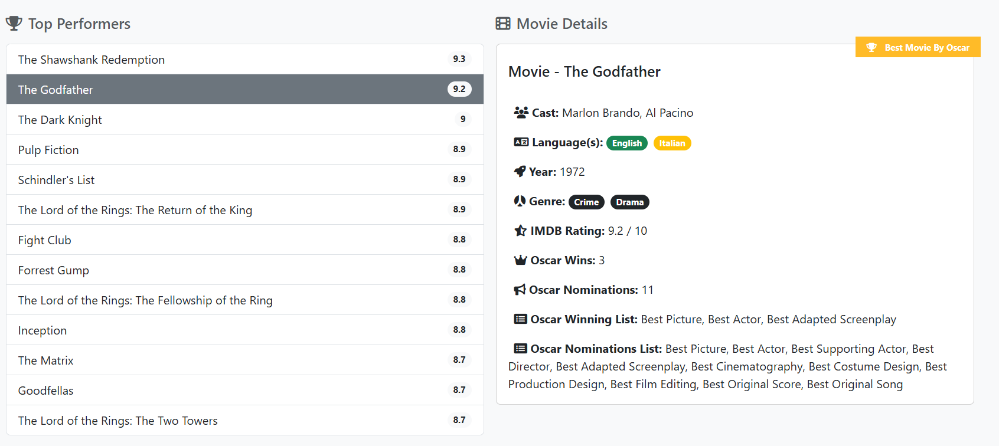 Top Performers
The Shawshank Redemption 9.3
The Godfather 9.2
The Dark Knight 9
Pulp Fiction 8.9
Schindler's List 8.9
The Lord of the Rings: The Return of the King 8.9
Fight Club 8.8
Forrest Gump 8.8
The Lord of the Rings: The Fellowship of the Ring 8.8
Inception 8.8
The Matrix 8.7
Goodfellas 8.7
The Lord of the Rings: The Two Towers 8.7
Movie Details
Best Movie By Oscar
Movie - The Godfather
Cast: Marlon Brando, Al Pacino
Language(s): English Italian
Year: 1972
Genre: Crime Drama
IMDB Rating: 9.2 / 10
Oscar Wins: 3
Oscar Nominations: 11
Oscar Winning List: Best Picture, Best Actor, Best Adapted Screenplay
Oscar Nominations List: Best Picture, Best Actor, Best Supporting Actor, Best
Director, Best Adapted Screenplay, Best Cinematography, Best Costume Design, Best
Production Design, Best Film Editing, Best Original Score, Best Original Song